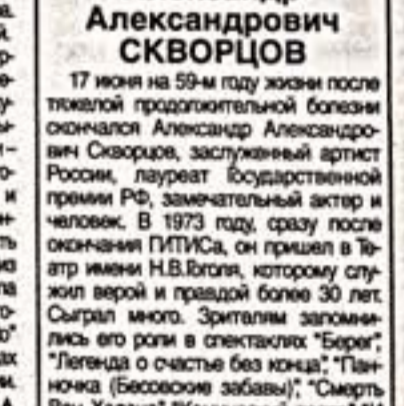 Александрович
СКВОРЦОВ
17 июня на 59-м году жизни после
тяжелой продолжительной болезни
скончался Александр Александро-
вич Скворцов, заслуженный артист
России, лауреат Государственной
премии РФ, замечательный актер и
человек. В 1973 году, сразу после
окончания ГИТИСа, он пришел в Те-
атр имени Н.В.Гоголя, которому слу-
жил верой и правдой более 30 лет.
Сыграл много. Зрителям запомни-
лись его роли в спектаклях "Берег",
"Легенда о счастье без конца", "Пан-
ночка (Бесовские забавы)", "Смерть